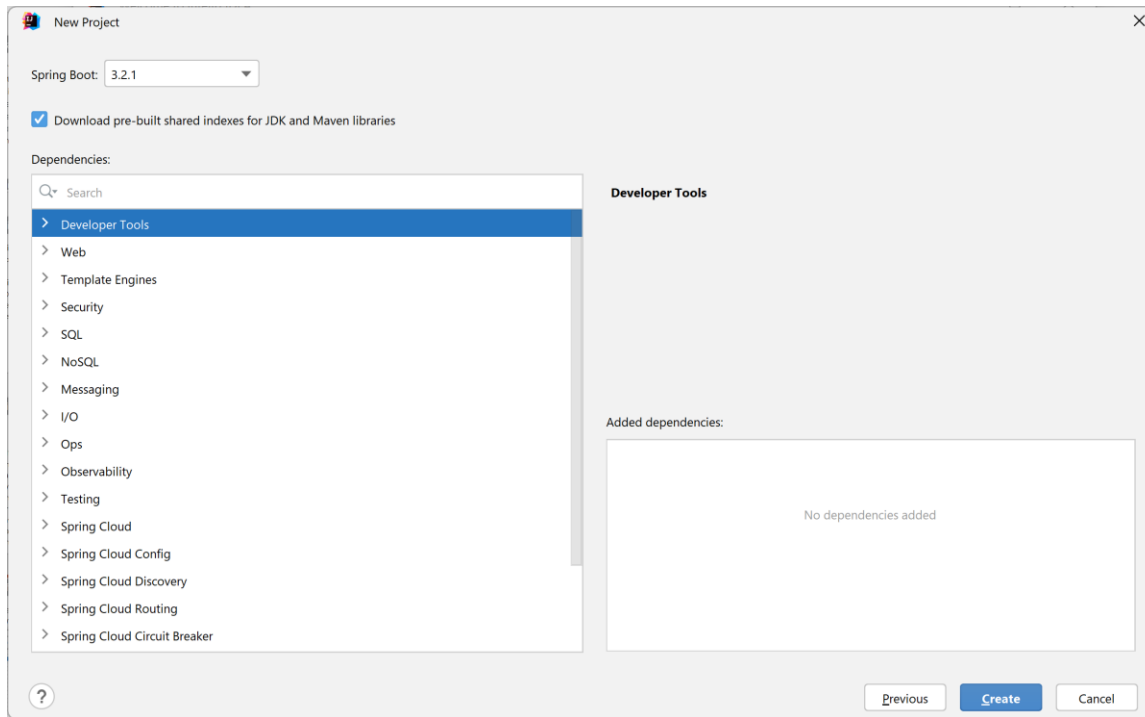 New Project
Spring Boot: 3.2.1
Download pre-built shared indexes for JDK and Maven libraries
Dependencies:
Search
Developer Tools
Web
Template Engines
Security
SQL
NoSQL
Messaging
I/O
Ops
Observability
Testing
Spring Cloud
Spring Cloud Config
Spring Cloud Discovery
Spring Cloud Routing
Spring Cloud Circuit Breaker
Developer Tools
Added dependencies:
No dependencies added
?
Previous
Create
Cancel